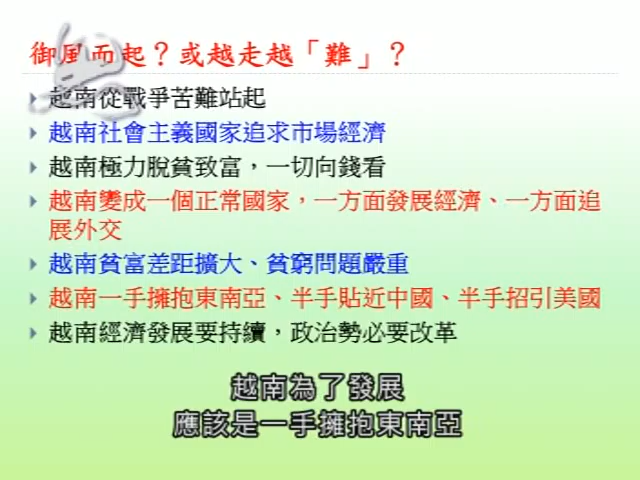 御風而起？或越走越「難」？
越南從戰爭苦難站起
越南社會主義國家追求市場經濟
越南極力脫貧致富，一切向錢看
越南變成一個正常國家，一方面發展經濟、一方面追
展外交
越南貧富差距擴大、貧窮問題嚴重
越南一手擁抱東南亞、半手貼近中國、半手招引美國
越南經濟發展要持續，政治勢必要改革
越南為了發展
應該是一手擁抱東南亞